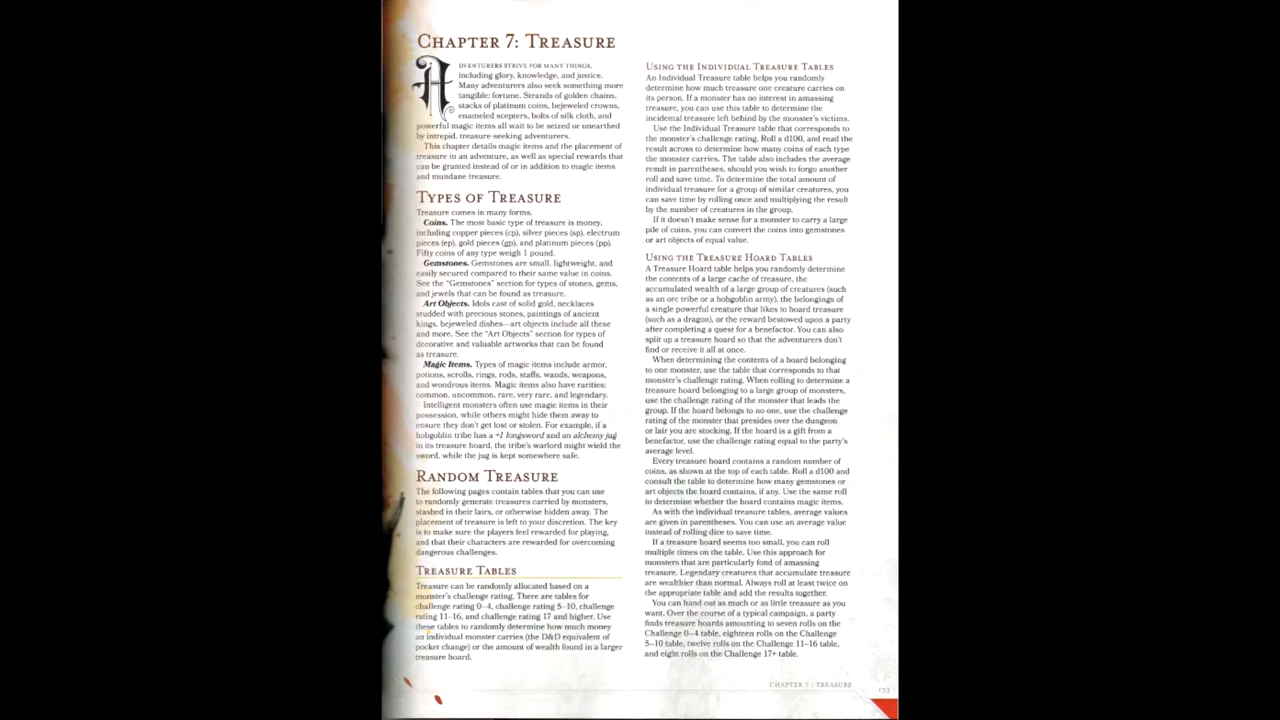 CHAPTER 7: TREASURE
ADVENTURERS STRIVE FOR MANY THINGS,
including glory, knowledge, and justice.
Many adventurers also seek something more
tangible: fortune. Strands of golden chains,
stacks of platinum coins, bejeweled crowns,
enameled scepters, bolts of silk cloth, and
powerful magic items all wait to be seized or unearthed
by intrepid, treasure-seeking adventurers.
This chapter details magic items and the placement of
treasure in an adventure, as well as special rewards that
can be granted instead of or in addition to magic items
and mundane treasure.
TYPES OF TREASURE
Treasure comes in many forms.
Coins. The most basic type of treasure is money,
including copper pieces (cp), silver pieces (sp), electrum
pieces (ep), gold pieces (gp), and platinum pieces (pp).
Fifty coins of any type weigh 1 pound.
Gemstones. Gemstones are small, lightweight, and
easily secured compared to their same value in coins.
See the "Gemstones" section for types of stones, gems,
and jewels that can be found as treasure.
Art Objects. Idols cast of solid gold, necklaces
studded with precious stones, paintings of ancient
kings, bejeweled dishes—art objects include all these
and more. See the "Art Objects" section for types of
decorative and valuable artworks that can be found
as treasure.
Magic Items. Types of magic items include armor,
potions, scrolls, rings, rods, staffs, wands, weapons,
and wondrous items. Magic items also have rarities:
common, uncommon, rare, very rare, and legendary.
Intelligent monsters often use magic items in their
possession, while others might hide them away to
ensure they don't get lost or stolen. For example, if a
hobgoblin tribe has a +1 longsword and an alchemy jug
in its treasure hoard, the tribe's warlord might wield the
sword, while the jug is kept somewhere safe.
RANDOM TREASURE
The following pages contain tables that you can use
to randomly generate treasures carried by monsters,
stashed in their lairs, or otherwise hidden away. The
placement of treasure is left to your discretion. The key
is to make sure the players feel rewarded for playing,
and that their characters are rewarded for overcoming
dangerous challenges.
TREASURE TABLES
Treasure can be randomly allocated based on a
monster's challenge rating. There are tables for
challenge rating 0–4, challenge rating 5–10, challenge
rating 11–16, and challenge rating 17 and higher. Use
these tables to randomly determine how much money
an individual monster carries (the D&D equivalent of
pocket change) or the amount of wealth found in a larger
treasure hoard.
USING THE INDIVIDUAL TREASURE TABLES
An Individual Treasure table helps you randomly
determine how much treasure one creature carries on
its person. If a monster has no interest in amassing
treasure, you can use this table to determine the
incidental treasure left behind by the monster's victims.
Use the Individual Treasure table that corresponds to
the monster's challenge rating. Roll a d100, and read the
result across to determine how many coins of each type
the monster carries. The table also includes the average
result in parentheses, should you wish to forgo another
roll and save time. To determine the total amount of
individual treasure for a group of similar creatures, you
can save time by rolling once and multiplying the result
by the number of creatures in the group.
If it doesn't make sense for a monster to carry a large
pile of coins, you can convert the coins into gemstones
or art objects of equal value.
USING THE TREASURE HOARD TABLES
A Treasure Hoard table helps you randomly determine
the contents of a large cache of treasure, the
accumulated wealth of a large group of creatures (such
as an orc tribe or a hobgoblin army), the belongings of
a single powerful creature that likes to hoard treasure
(such as a dragon), or the reward bestowed upon a party
after completing a quest for a benefactor. You can also
split up a treasure hoard so that the adventurers don't
find or receive it all at once.
When determining the contents of a hoard belonging
to one monster, use the table that corresponds to that
monster's challenge rating. When rolling to determine a
treasure hoard belonging to a large group of monsters,
use the challenge rating of the monster that leads the
group. If the hoard belongs to no one, use the challenge
rating of the monster that presides over the dungeon
or lair you are stocking. If the hoard is a gift from a
benefactor, use the challenge rating equal to the party's
average level.
Every treasure hoard contains a random number of
coins, as shown at the top of each table. Roll a d100 and
consult the table to determine how many gemstones or
art objects the hoard contains, if any. Use the same roll
to determine whether the hoard contains magic items.
As with the individual treasure tables, average values
are given in parentheses. You can use an average value
instead of rolling dice to save time.
If a treasure hoard seems too small, you can roll
multiple times on the table. Use this approach for
monsters that are particularly fond of amassing
treasure. Legendary creatures that accumulate treasure
are wealthier than normal. Always roll at least twice on
the appropriate table and add the results together.
You can hand out as much or as little treasure as you
want. Over the course of a typical campaign, a party
finds treasure hoards amounting to seven rolls on the
Challenge 0–4 table, eighteen rolls on the Challenge
5–10 table, twelve rolls on the Challenge 11–16 table,
and eight rolls on the Challenge 17+ table.
CHAPTER 7 | TREASURE
133